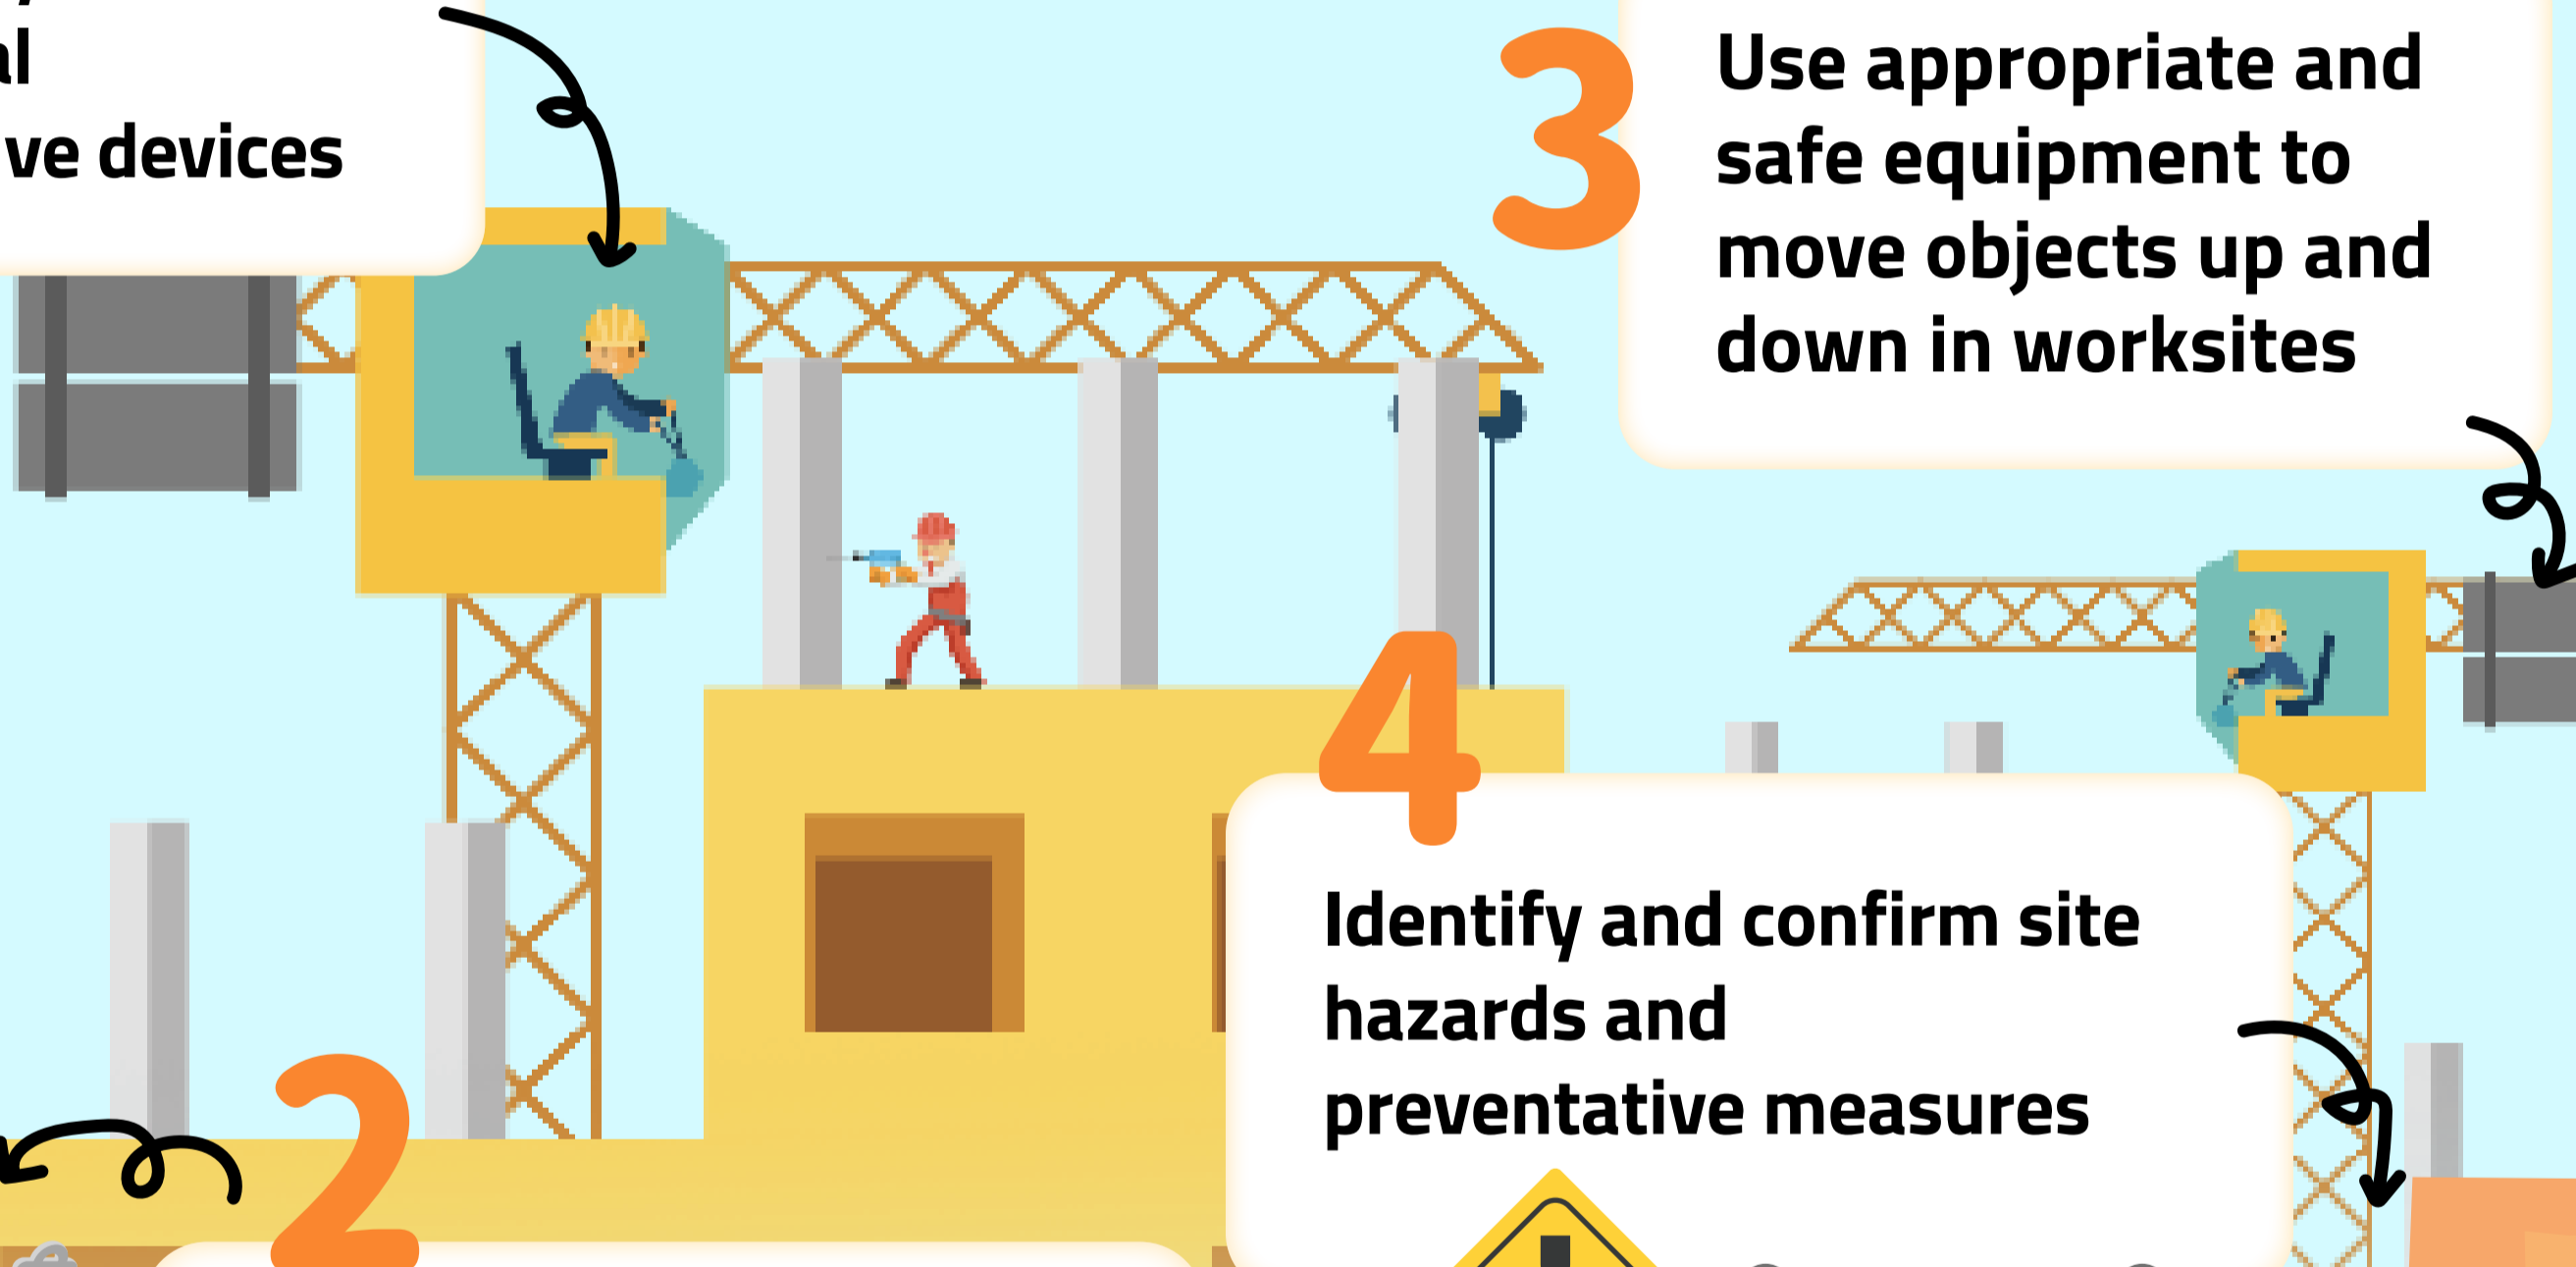 al
ve devices
3
Use appropriate and
safe equipment to
move objects up and
down in worksites
4
Identify and confirm site
hazards and
preventative measures
2